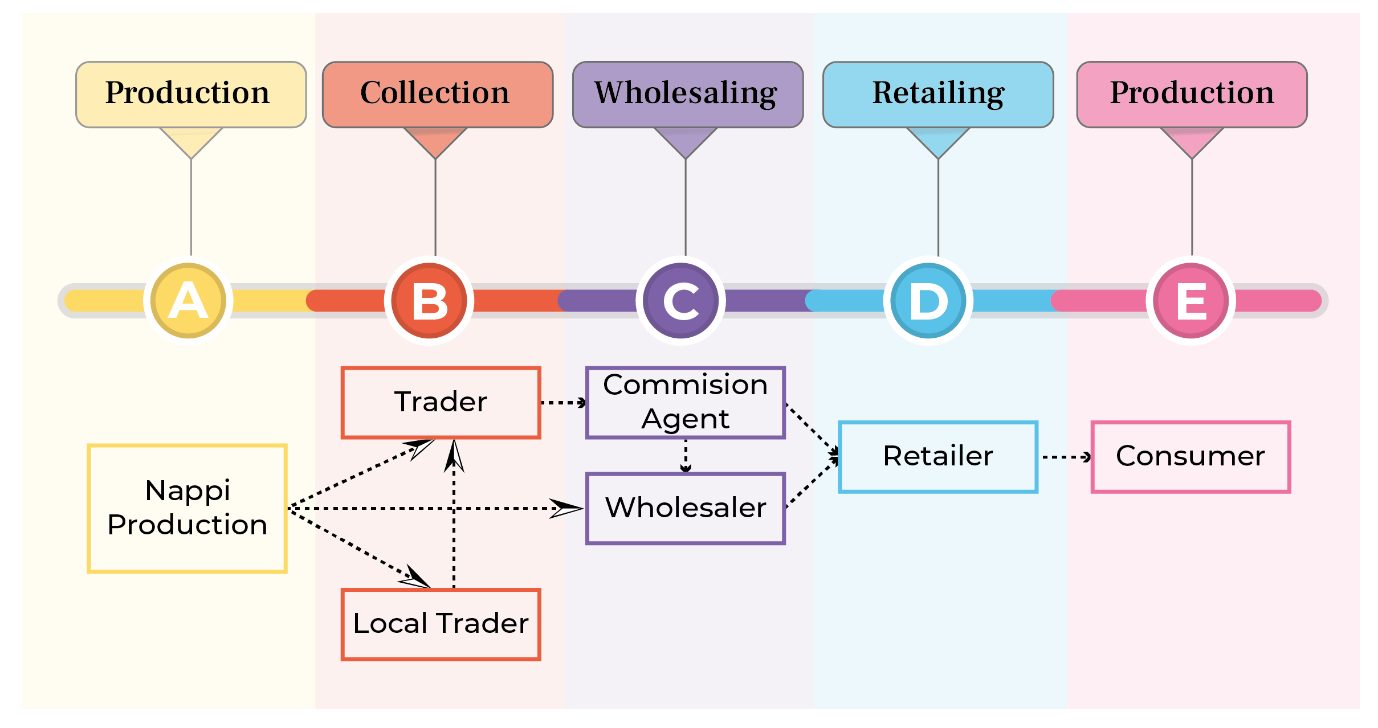 Production
Collection
Wholesaling
Retailing
Production
A
B
C
D
E
Trader
Commision
Agent
Retailer
Consumer
Nappi
Production
Wholesaler
Local Trader